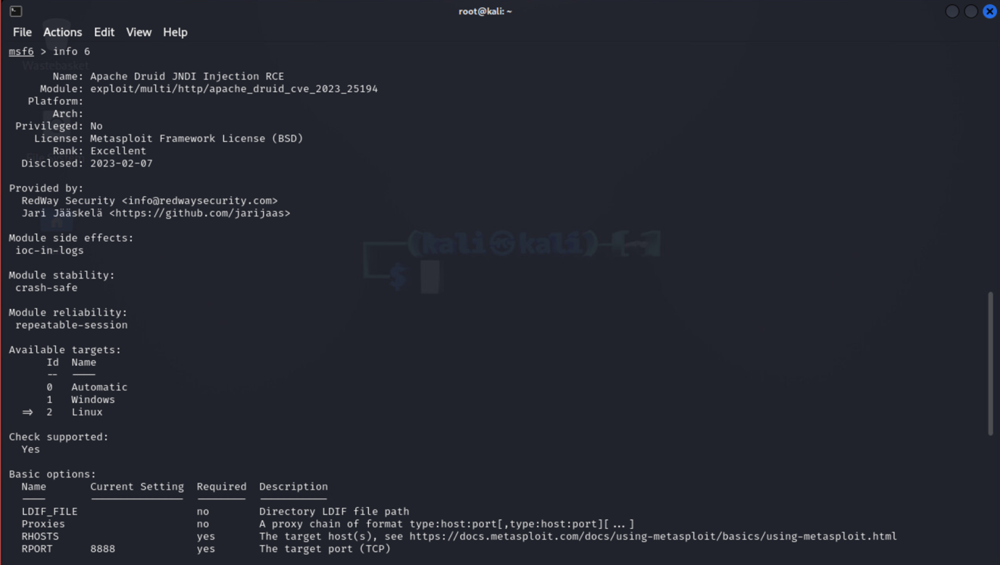 root@kali: ~
File Actions Edit View Help
msf6 > info 6
Wastebasket
Name: Apache Druid JNDI Injection RCE
Module: exploit/multi/http/apache_druid_cve_2023_25194
Platform:
Arch:
Privileged: No
License: Metasploit Framework License (BSD)
Rank: Excellent
Disclosed: 2023-02-07
Provided by:
RedWay Security <info@redwaysecurity.com>
Jari Jääskelä <https://github.com/jarijaas>
Module side effects:
ioc-in-logs
(kali㉿kali)-[~]
$
Module stability:
crash-safe
Module reliability:
repeatable-session
Available targets:
Id Name
-- ----
0 Automatic
1 Windows
⇒ 2 Linux
Check supported:
Yes
Basic options:
Name Current Setting Required Description
---- --------------- -------- -----------
LDIF_FILE no Directory LDIF file path
Proxies no A proxy chain of format type:host:port[,type:host:port][...]
RHOSTS yes The target host(s), see https://docs.metasploit.com/docs/using-metasploit/basics/using-metasploit.html
RPORT 8888 yes The target port (TCP)